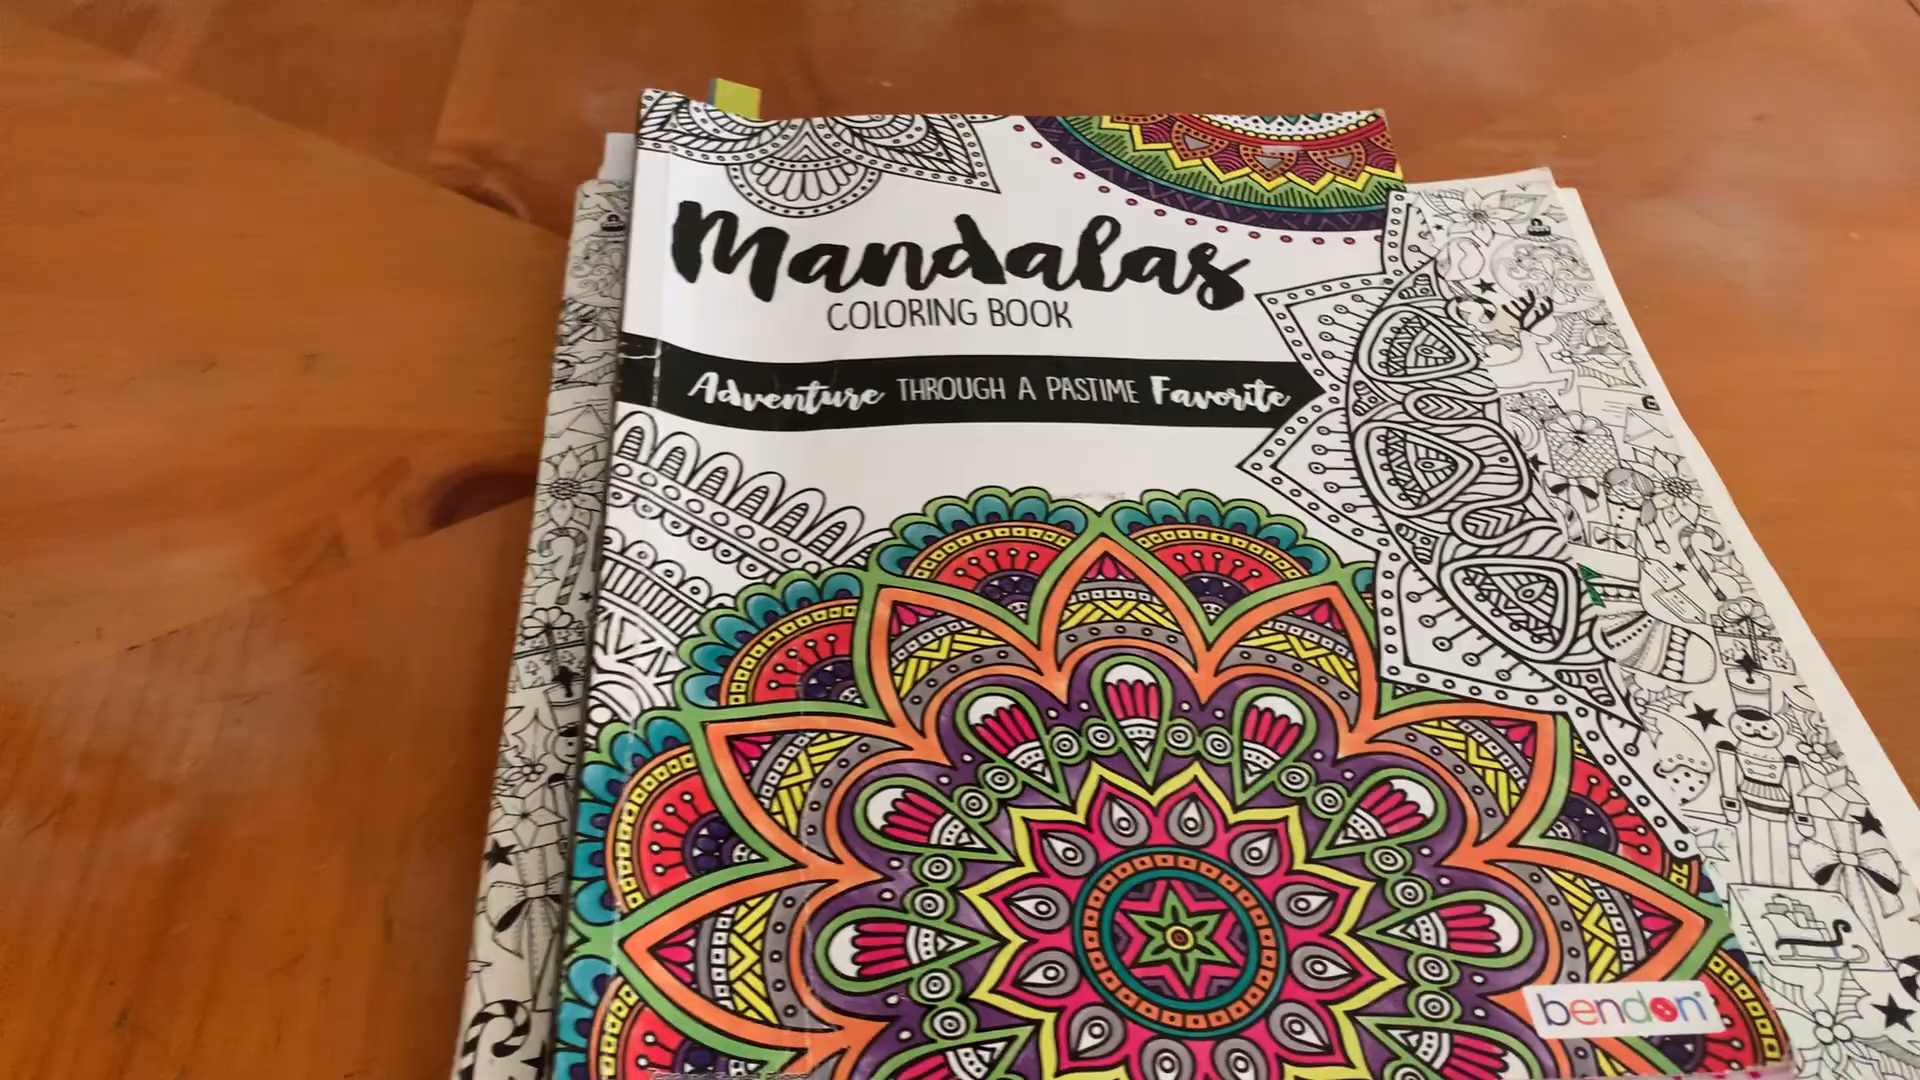 Mandalas
COLORING BOOK
Adventure THROUGH A PASTIME Favorite
bendon